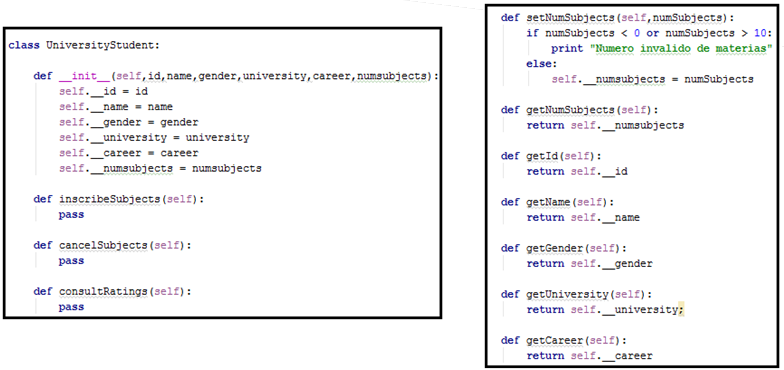 class UniversityStudent:
def __init__(self,id,name,gender,university,career,numsubjects):
self.__id = id
self.__name = name
self.__gender = gender
self.__university = university
self.__career = career
self.__numsubjects = numsubjects
def inscribeSubjects(self):
pass
def cancelSubjects(self):
pass
def consultRatings(self):
pass
def setNumSubjects(self,numSubjects):
if numSubjects < 0 or numSubjects > 10:
print "Numero invalido de materias"
else:
self.__numsubjects = numSubjects
def getNumSubjects(self):
return self.__numsubjects
def getId(self):
return self.__id
def getName(self):
return self.__name
def getGender(self):
return self.__gender
def getUniversity(self):
return self.__university;
def getCareer(self):
return self.__career